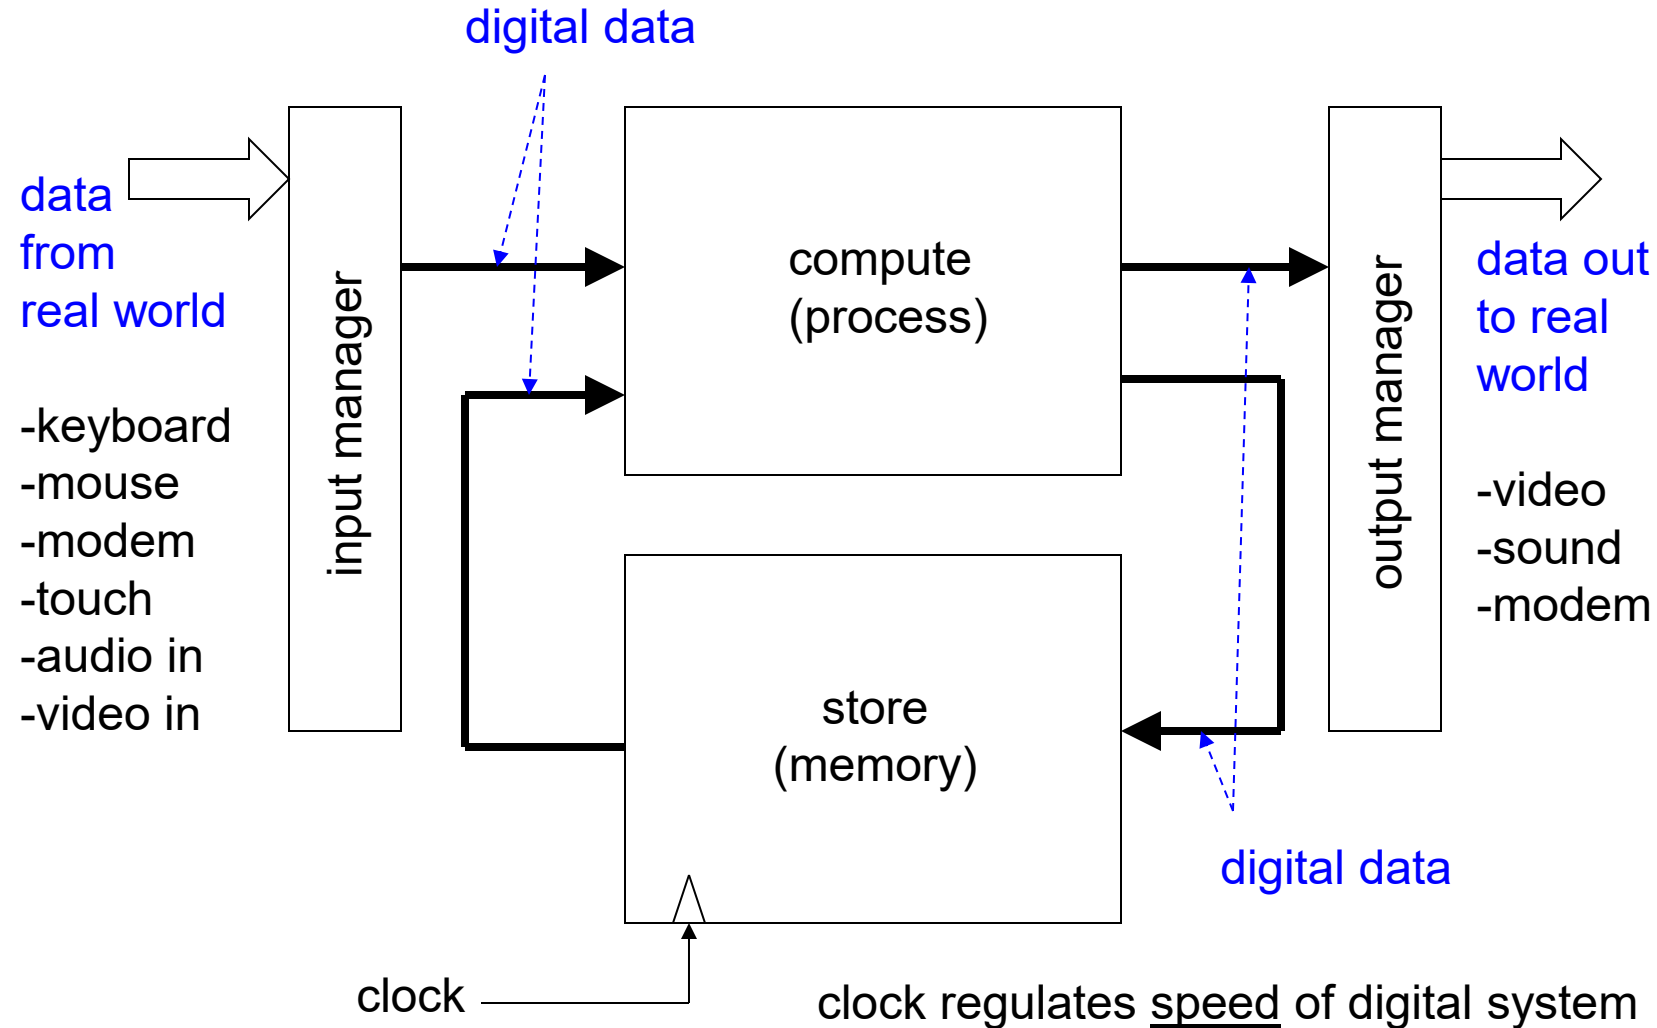 digital data
data
from
real world
-keyboard
-mouse
-modem
-touch
-audio in
-video in
input manager
compute
(process)
store
(memory)
output manager
data out
to real
world
-video
-sound
-modem
digital data
clock
clock regulates speed of digital system